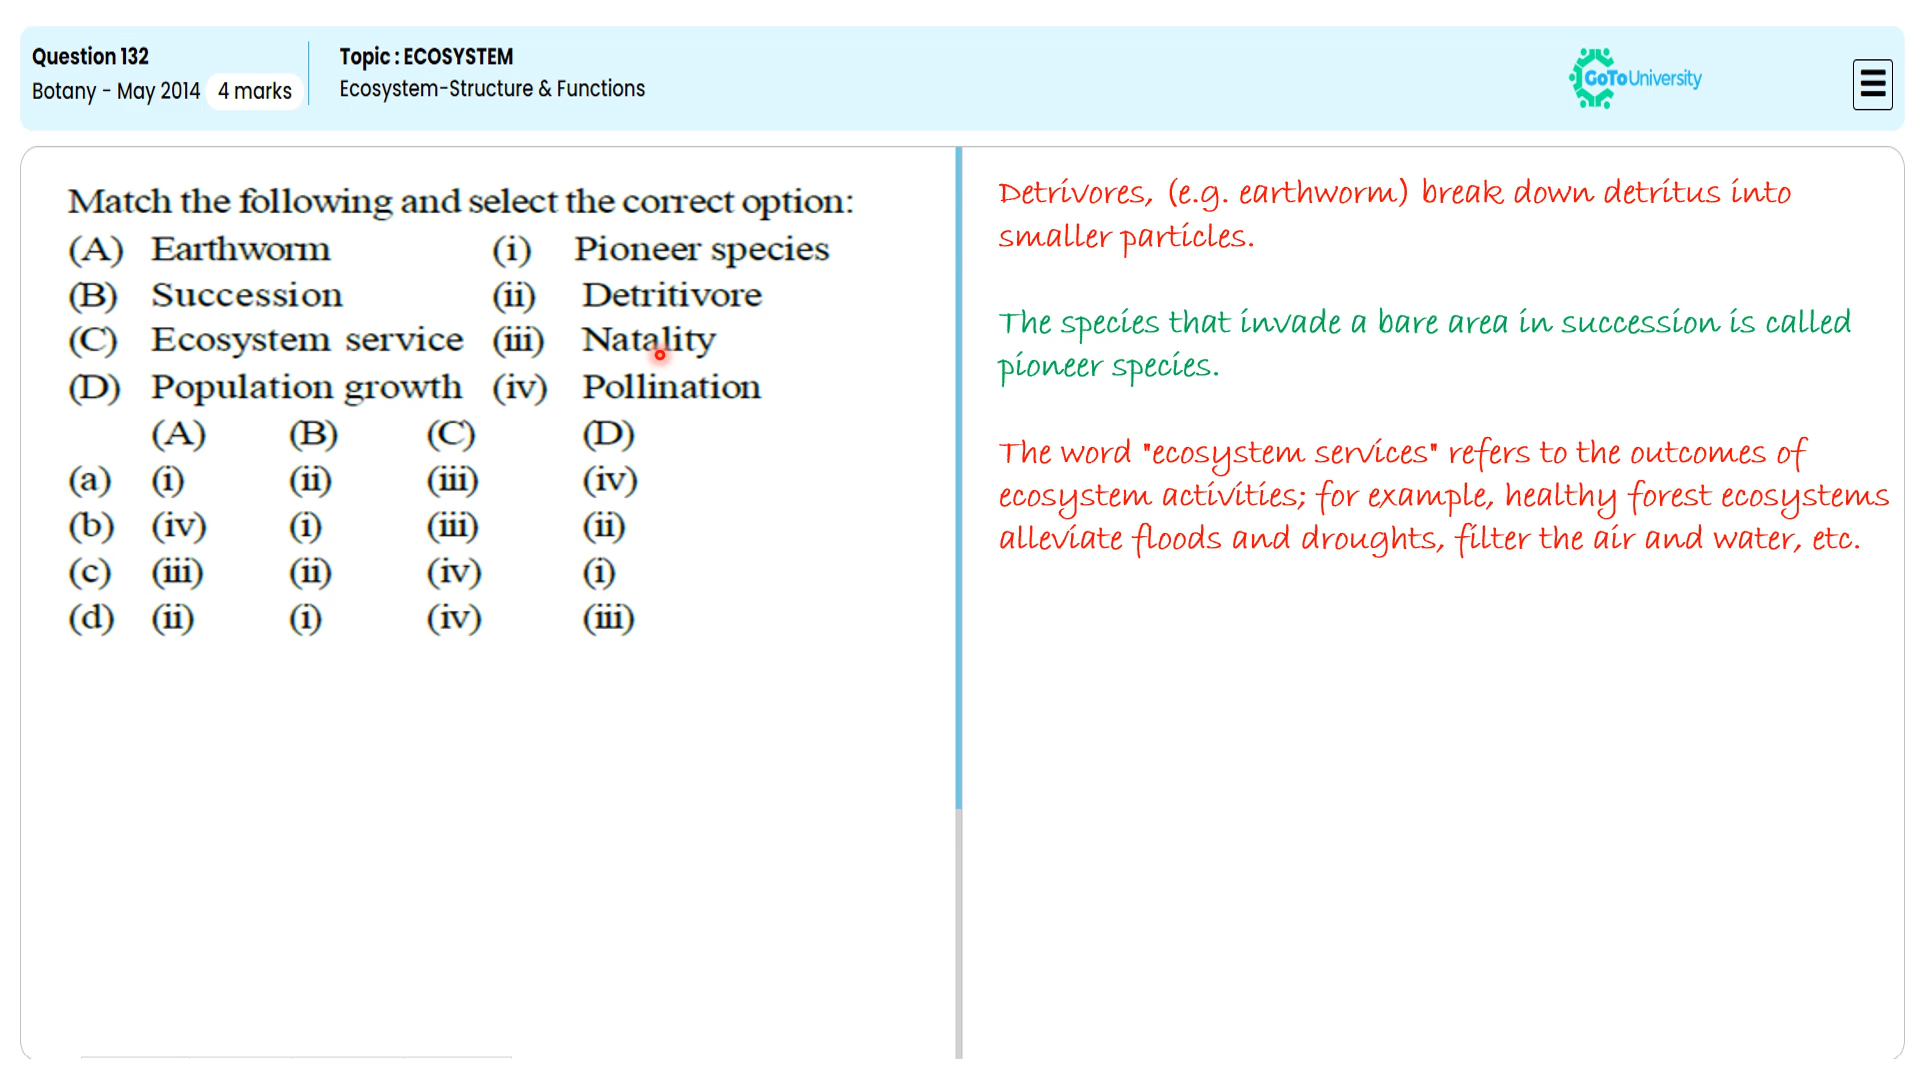 Question 132
Botany - May 2014 4 marks
Topic : ECOSYSTEM
Ecosystem-Structure & Functions
GoToUniversity
Match the following and select the correct option:
(A) Earthworm (i) Pioneer species
(B) Succession (ii) Detritivore
(C) Ecosystem service (iii) Natality
(D) Population growth (iv) Pollination
(A) (B) (C) (D)
(a) (i) (ii) (iii) (iv)
(b) (iv) (i) (iii) (ii)
(c) (iii) (ii) (iv) (i)
(d) (ii) (i) (iv) (iii)
Detrivores, (e.g. earthworm) break down detritus into
smaller particles.
The species that invade a bare area in succession is called
pioneer species.
The word "ecosystem services" refers to the outcomes of
ecosystem activities; for example, healthy forest ecosystems
alleviate floods and droughts, filter the air and water, etc.